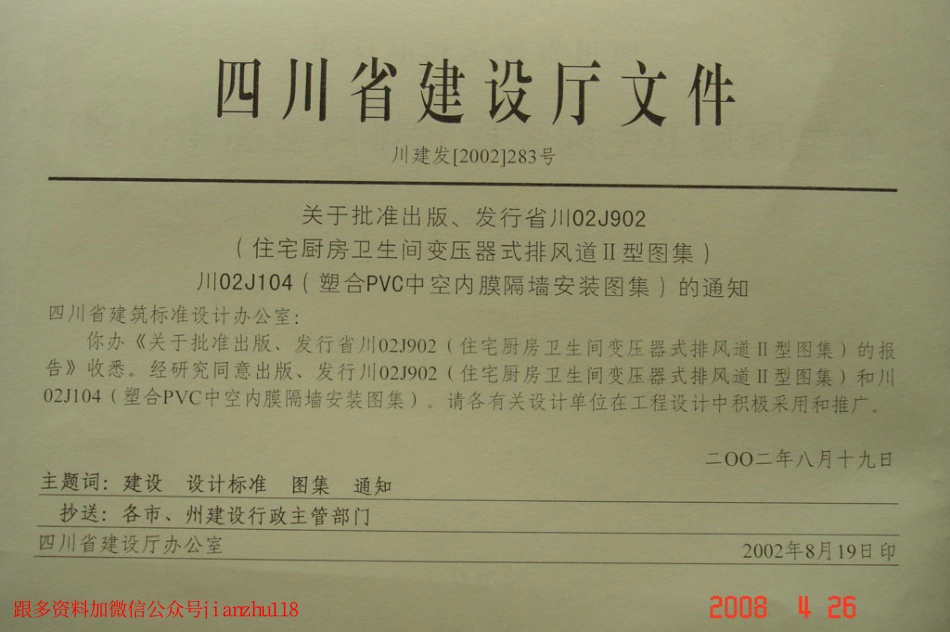 四川省建设厅文件
川建发[2002]283号
关于批准出版、发行省川02J902
（住宅厨房卫生间变压器式排风道Ⅱ型图集）
川02J104（塑合PVC中空内膜隔墙安装图集）的通知
四川省建筑标准设计办公室：
你办《关于批准出版、发行省川02J902（住宅厨房卫生间变压器式排风道Ⅱ型图集）的报
告》收悉。经研究同意出版、发行川02J902（住宅厨房卫生间变压器式排风道Ⅱ型图集）和川
02J104（塑合PVC中空内膜隔墙安装图集）。请各有关设计单位在工程设计中积极采用和推广。
二OO二年八月十九日
主题词：建设 设计标准 图集 通知
抄送：各市、州建设行政主管部门
四川省建设厅办公室 2002年8月19日印
跟多资料加微信公众号jianzhu118
2008 4 26